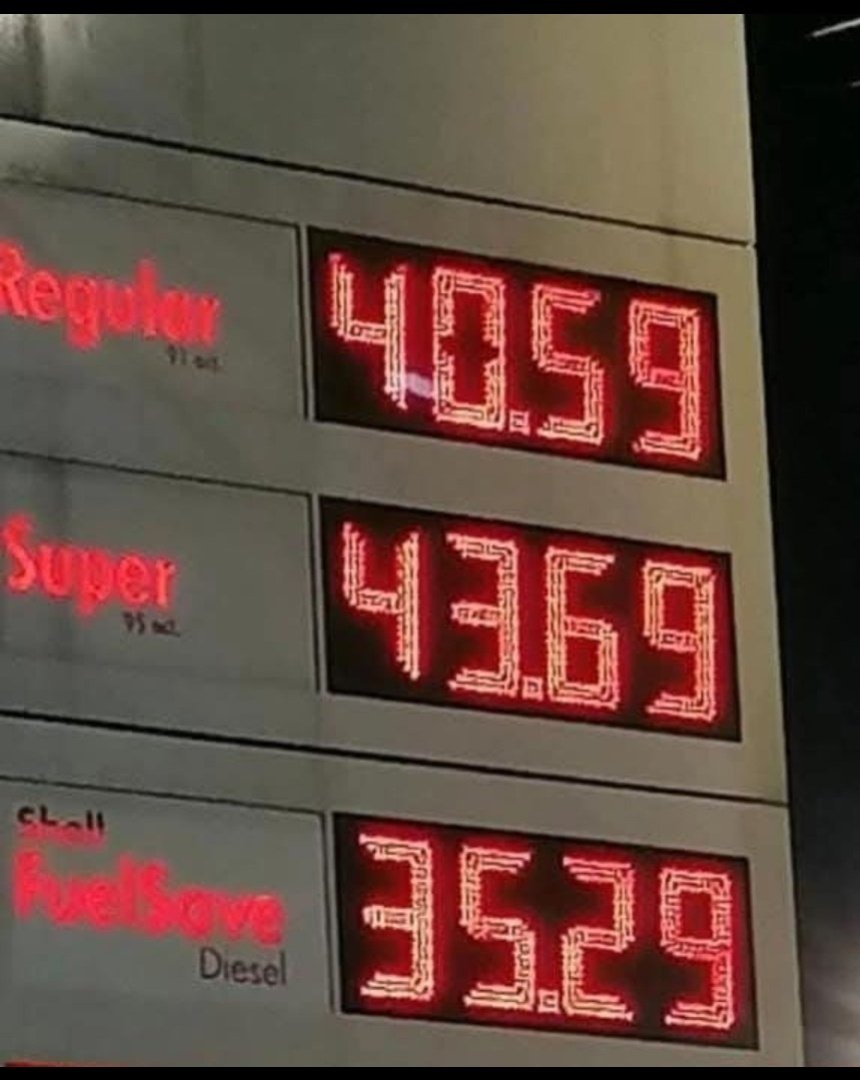 Regular 40.59
91 oct.
Super 43.69
95 oct.
Shell
FuelSave 35.29
Diesel